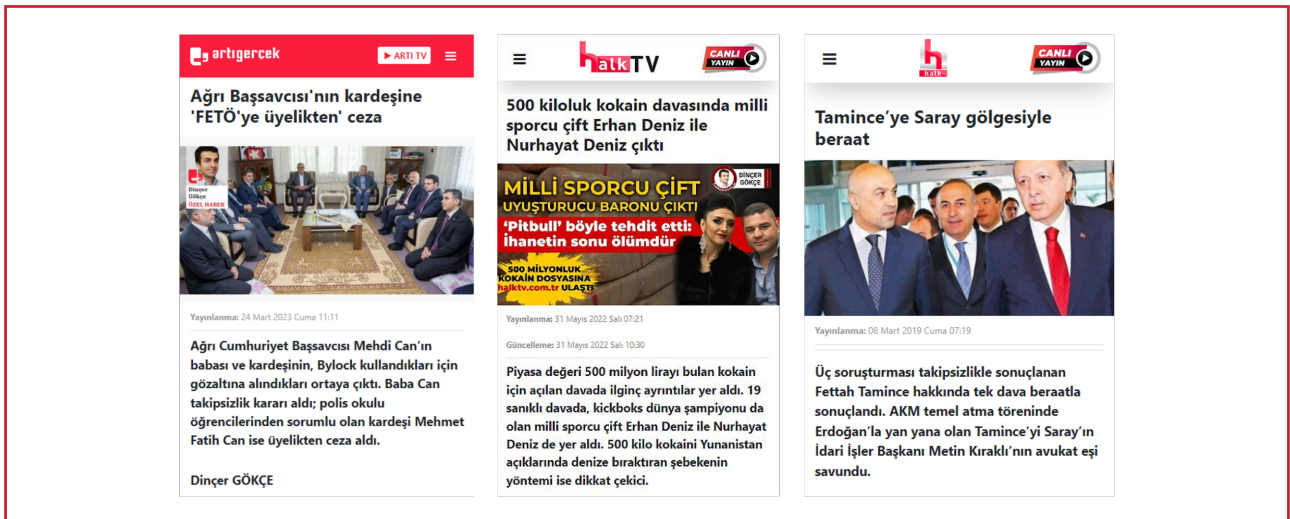 artıgerçek
ARTI TV
Ağrı Başsavcısı'nın kardeşine
'FETÖ'ye üyelikten' ceza
Dinçer
Gökçe
ÖZEL HABER
Yayınlanma: 24 Mart 2023 Cuma 11:11
Ağrı Cumhuriyet Başsavcısı Mehdi Can'ın
babası ve kardeşinin, Bylock kullandıkları için
gözaltına alındıkları ortaya çıktı. Baba Can
takipsizlik kararı aldı; polis okulu
öğrencilerinden sorumlu olan kardeşi Mehmet
Fatih Can ise üyelikten ceza aldı.
Dinçer GÖKÇE
halk TV
CANLI
YAYIN
500 kiloluk kokain davasında milli
sporcu çift Erhan Deniz ile
Nurhayat Deniz çıktı
DİNÇER
GÖKÇE
MİLLİ SPORCU ÇİFT
UYUŞTURUCU BARONU ÇIKTI
'Pitbull' böyle tehdit etti:
İhanetin sonu ölümdür
500 MİLYONLUK
KOKAİN DOSYASINA
halktv.com.tr ULAŞTI
Yayınlanma: 31 Mayıs 2022 Salı 07:21
Güncelleme: 31 Mayıs 2022 Salı 10:30
Piyasa değeri 500 milyon lirayı bulan kokain
için açılan davada ilginç ayrıntılar yer aldı. 19
sanıklı davada, kickboks dünya şampiyonu da
olan milli sporcu çift Erhan Deniz ile Nurhayat
Deniz de yer aldı. 500 kilo kokaini Yunanistan
açıklarında denize bıraktıran şebekenin
yöntemi ise dikkat çekici.
h
halk
CANLI
YAYIN
Tamince'ye Saray gölgesiyle
beraat
Yayınlanma: 08 Mart 2019 Cuma 07:19
Üç soruşturması takipsizlikle sonuçlanan
Fettah Tamince hakkında tek dava beraatla
sonuçlandı. AKM temel atma töreninde
Erdoğan'la yan yana olan Tamince'yi Saray'ın
İdari İşler Başkanı Metin Kıraklı'nın avukat eşi
savundu.